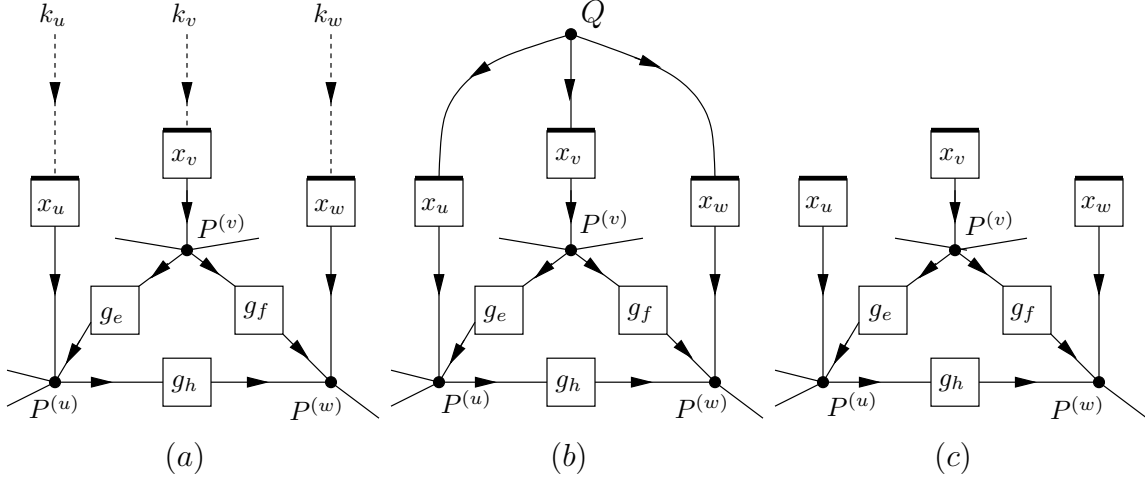 k_u k_v k_w Q
x_v x_v x_v
x_u x_w x_u x_w x_u x_w
P^{(v)} P^{(v)} P^{(v)}
g_e g_f g_e g_f g_e g_f
g_h g_h g_h
P^{(u)} P^{(w)} P^{(u)} P^{(w)} P^{(u)} P^{(w)}
(a) (b) (c)